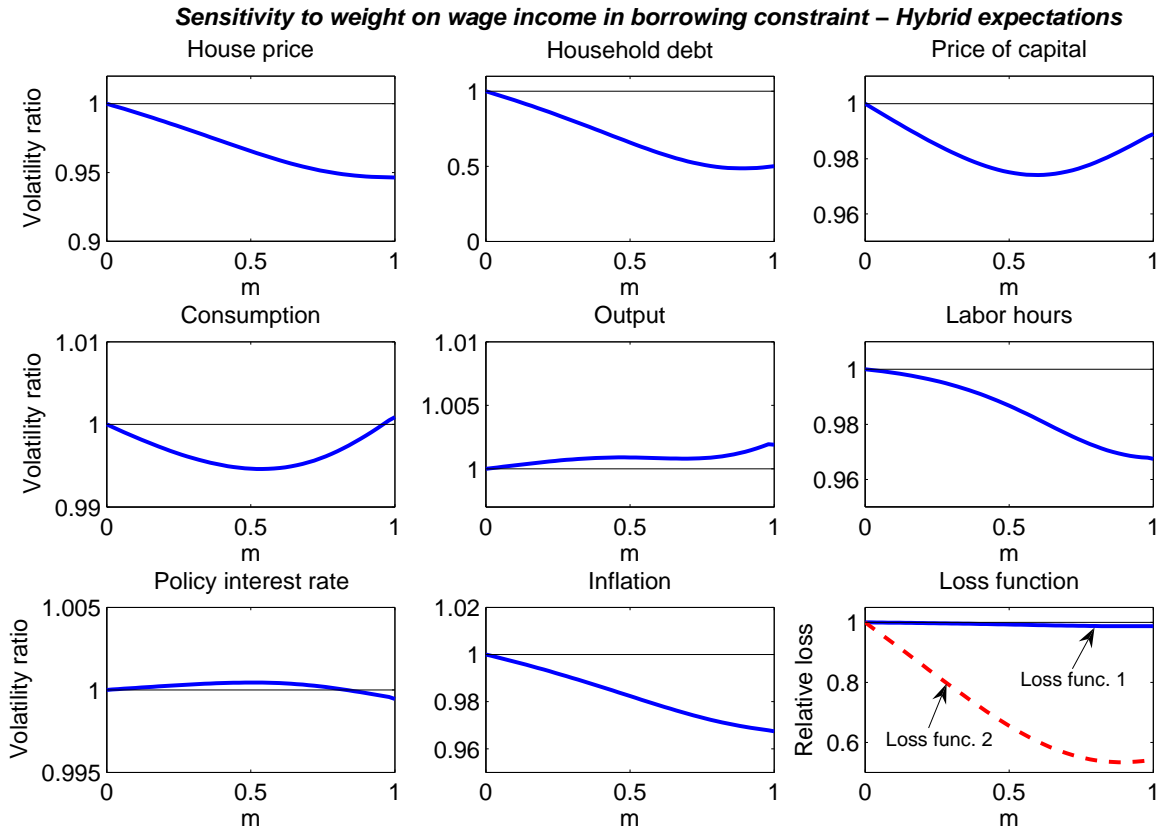 Sensitivity to weight on wage income in borrowing constraint – Hybrid expectations
House price
Volatility ratio
1
0.95
0.9
0
0.5
1
m
Household debt
1
0.5
0
0
0.5
1
m
Price of capital
1
0.98
0.96
0
0.5
1
m
Consumption
Volatility ratio
1.01
1
0.99
0
0.5
1
m
Output
1.01
1.005
1
0
0.5
1
m
Labor hours
1
0.98
0.96
0
0.5
1
m
Policy interest rate
Volatility ratio
1.005
1
0.995
0
0.5
1
m
Inflation
1.02
1
0.98
0.96
0
0.5
1
m
Loss function
Relative loss
1
0.8
0.6
Loss func. 1
Loss func. 2
0
0.5
1
m